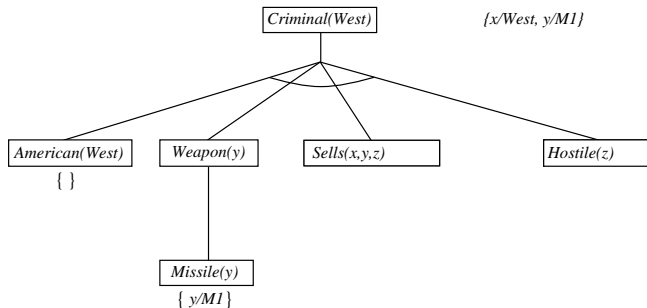 Criminal(West)
{x/West, y/M1}
American(West)
Weapon(y)
Sells(x,y,z)
Hostile(z)
{ }
Missile(y)
{ y/M1 }